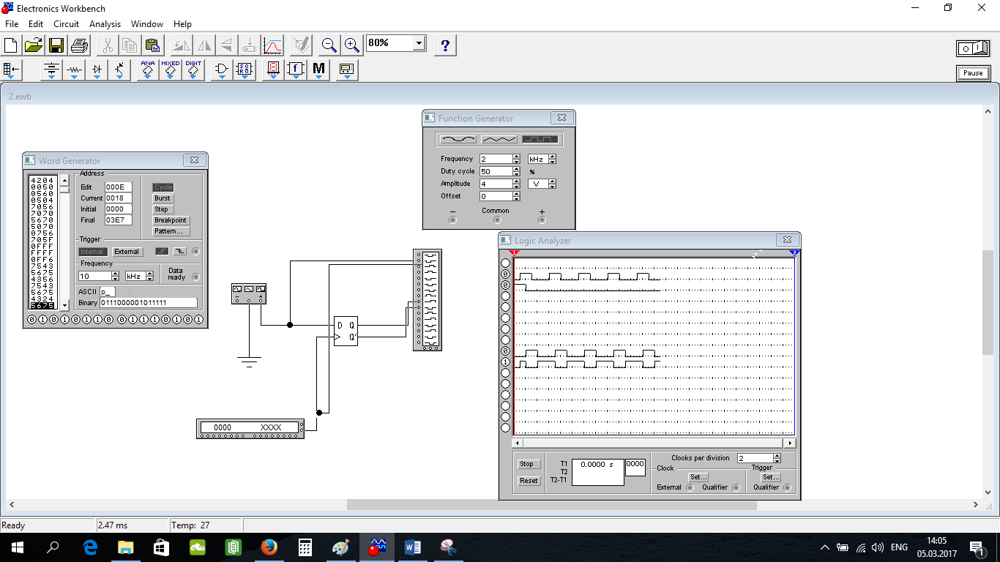 Electronics Workbench
File Edit Circuit Analysis Window Help
80%
?
O I
ANA MIXED DIGIT
f M
Pause
2.ewb
Function Generator
Frequency 2 kHz
Duty cycle 50 %
Amplitude 4 V
Offset 0
− Common +
Word Generator
4204
0050
0560
0504
7056
7070
5670
5070
0756
705F
0FFF
FFFF
0FF6
7543
5675
4356
7543
5675
4324
5675
Address
Edit 000E
Current 0018
Initial 0000
Final 03E7
Cycle
Burst
Step
Breakpoint
Pattern...
Trigger
Internal External
Frequency
10 kHz
Data
ready
ASCII p_ .
Binary 0111000001011111
0 1 0 1 0 1 1 0 0 1 1 1 0 1 0 1
− +
D Q
Q'
0000 XXXX
Logic Analyzer
1 2
0
0
0
1
Stop
Reset
T1 0.0000 s 0000
T2
T2-T1
Clocks per division 2
Clock
Set...
External Qualifier
Trigger
Set...
Qualifier
Ready 2.47 ms Temp: 27
ENG
14:05
05.03.2017
1